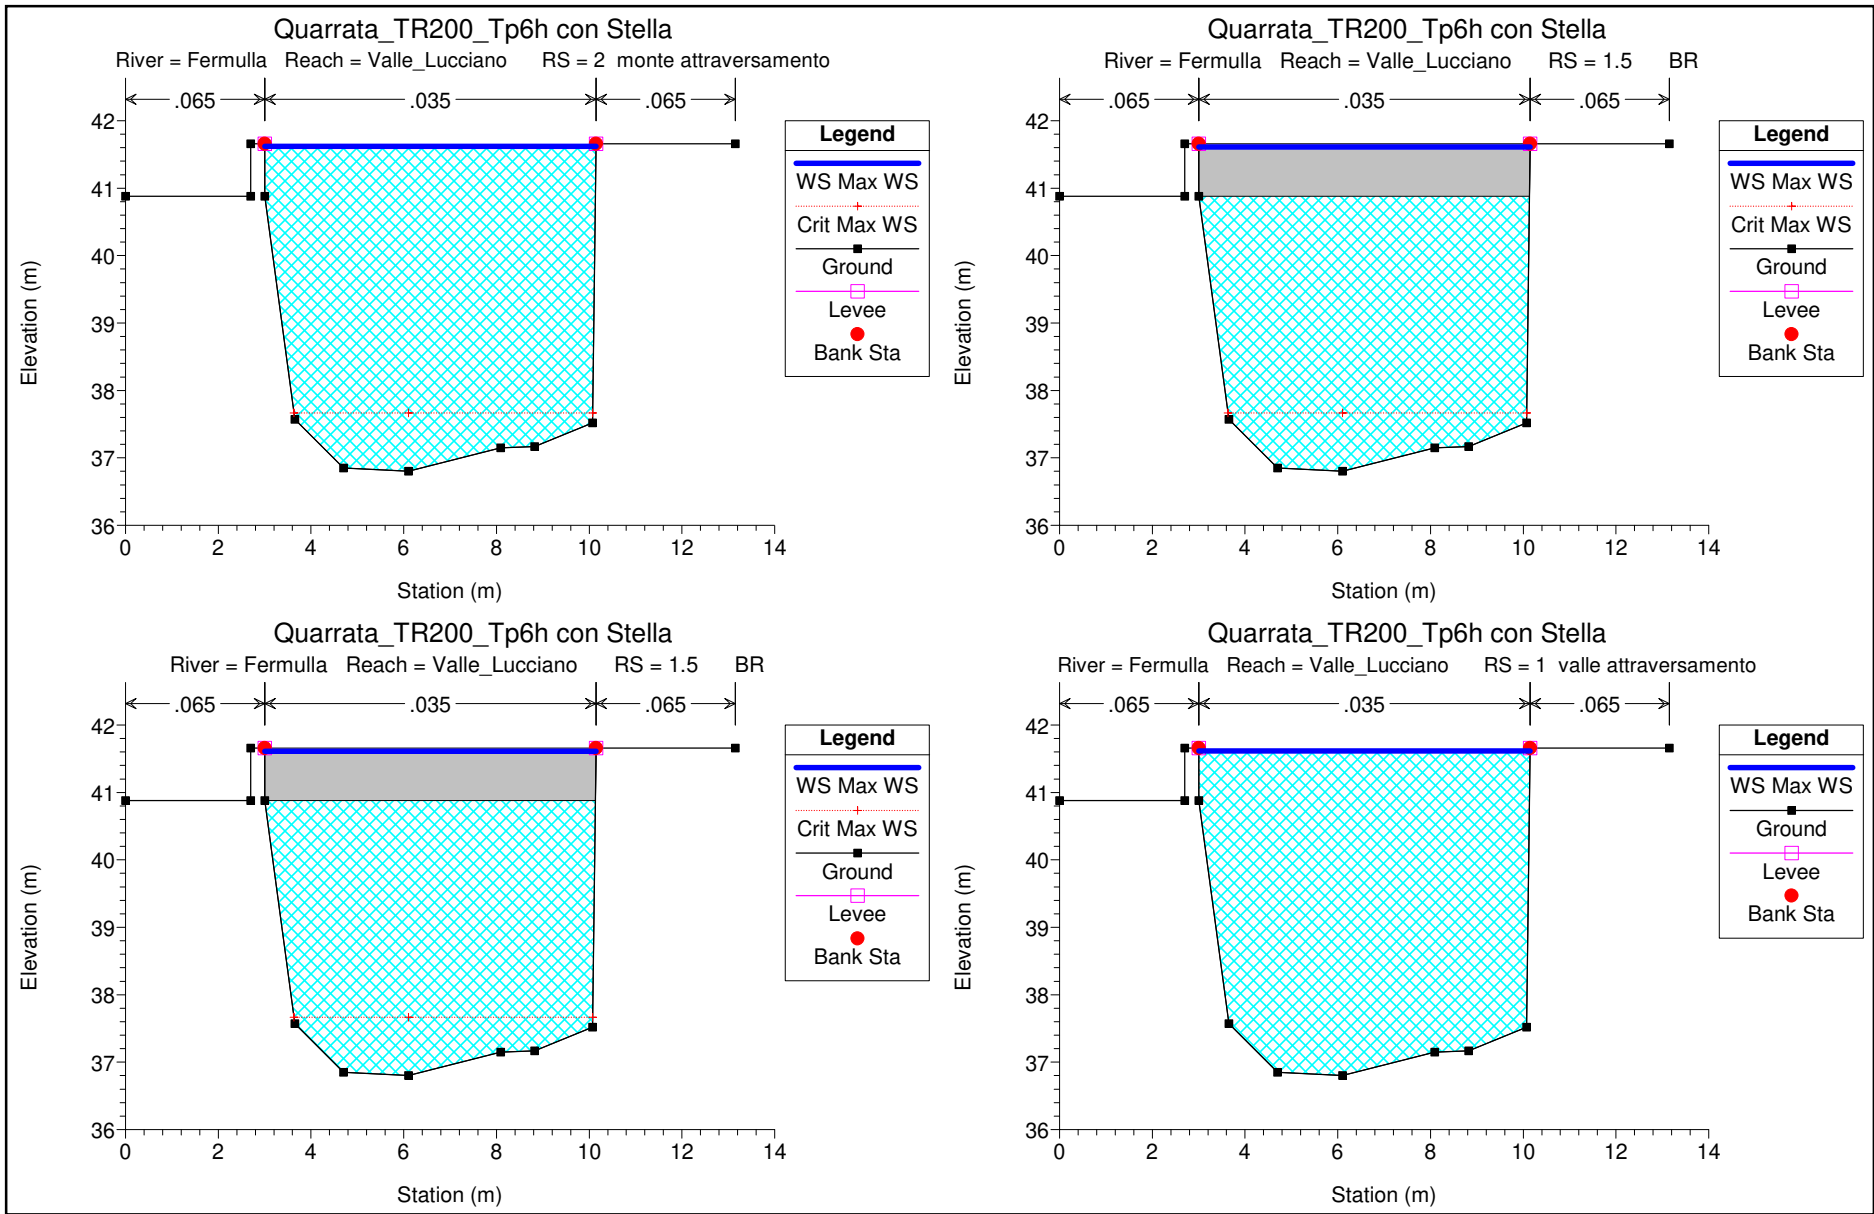 Quarrata_TR200_Tp6h con Stella
River = Fermulla Reach = Valle_Lucciano RS = 2 monte attraversamento
.065 .035 .065
42
41
40
39
38
37
36
0 2 4 6 8 10 12 14
Elevation (m)
Station (m)
Legend
WS Max WS
Crit Max WS
Ground
Levee
Bank Sta
Quarrata_TR200_Tp6h con Stella
River = Fermulla Reach = Valle_Lucciano RS = 1.5 BR
.065 .035 .065
42
41
40
39
38
37
36
0 2 4 6 8 10 12 14
Elevation (m)
Station (m)
Legend
WS Max WS
Crit Max WS
Ground
Levee
Bank Sta
Quarrata_TR200_Tp6h con Stella
River = Fermulla Reach = Valle_Lucciano RS = 1.5 BR
.065 .035 .065
42
41
40
39
38
37
36
0 2 4 6 8 10 12 14
Elevation (m)
Station (m)
Legend
WS Max WS
Crit Max WS
Ground
Levee
Bank Sta
Quarrata_TR200_Tp6h con Stella
River = Fermulla Reach = Valle_Lucciano RS = 1 valle attraversamento
.065 .035 .065
42
41
40
39
38
37
36
0 2 4 6 8 10 12 14
Elevation (m)
Station (m)
Legend
WS Max WS
Ground
Levee
Bank Sta